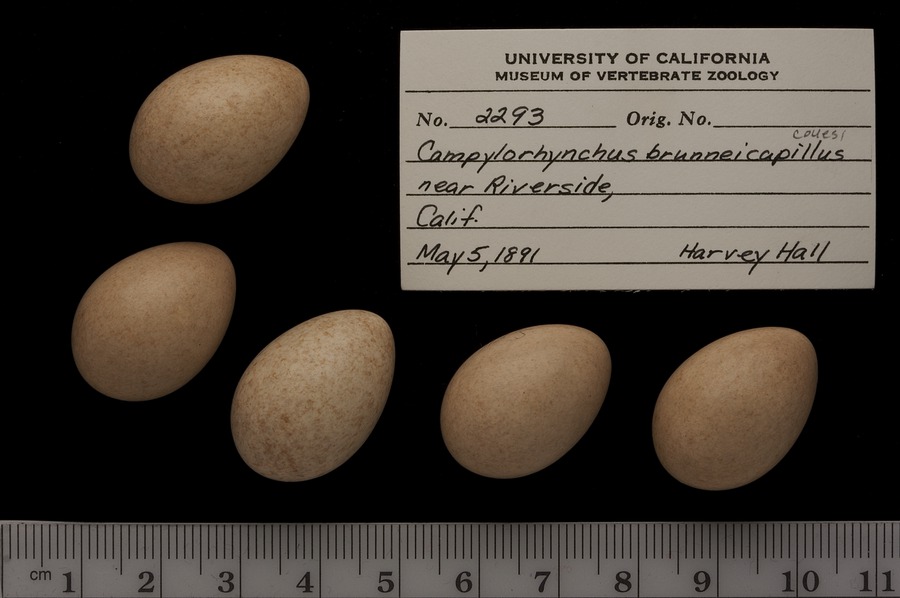 UNIVERSITY OF CALIFORNIA
MUSEUM OF VERTEBRATE ZOOLOGY
No. 2293 Orig. No.
couesi
Campylorhynchus brunneicapillus
near Riverside,
Calif.
May 5, 1891 Harvey Hall
cm 1 2 3 4 5 6 7 8 9 10 11